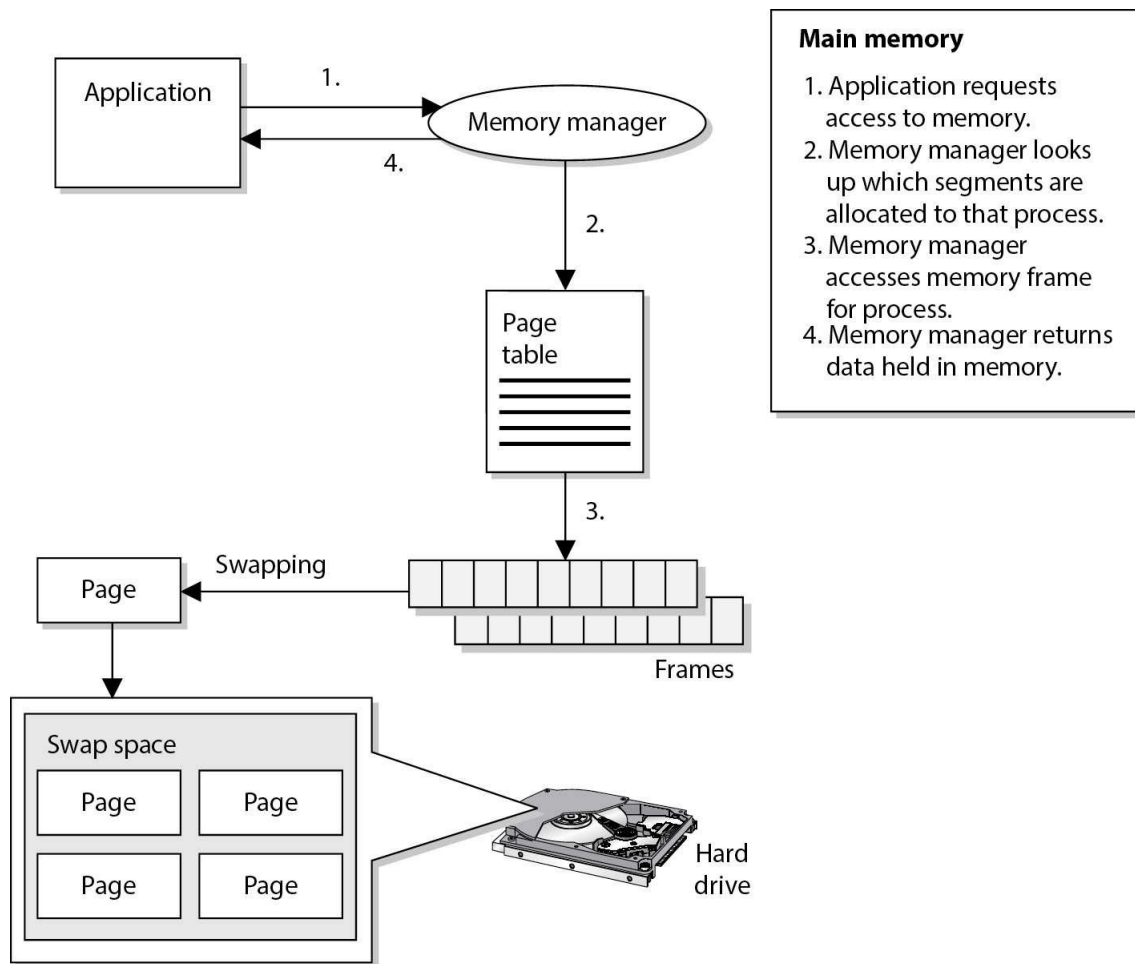 Application
1.
4.
Memory manager
2.
Page
table
3.
Swapping
Page
Frames
Swap space
Page
Page
Page
Page
Hard
drive
Main memory
1. Application requests
access to memory.
2. Memory manager looks
up which segments are
allocated to that process.
3. Memory manager
accesses memory frame
for process.
4. Memory manager returns
data held in memory.